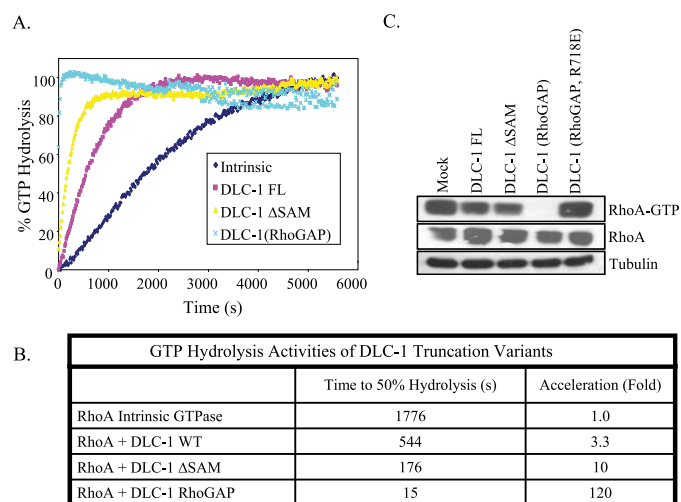 A.
100
80
60
40
20
0
% GTP Hydrolysis
Intrinsic
DLC-1 FL
DLC-1 ΔSAM
DLC-1(RhoGAP)
0 1000 2000 3000 4000 5000 6000
Time (s)
C.
Mock
DLC-1 FL
DLC-1 ΔSAM
DLC-1 (RhoGAP)
DLC-1 (RhoGAP, R718E)
RhoA-GTP
RhoA
Tubulin
B.
GTP Hydrolysis Activities of DLC-1 Truncation Variants
Time to 50% Hydrolysis (s) Acceleration (Fold)
RhoA Intrinsic GTPase 1776 1.0
RhoA + DLC-1 WT 544 3.3
RhoA + DLC-1 ΔSAM 176 10
RhoA + DLC-1 RhoGAP 15 120